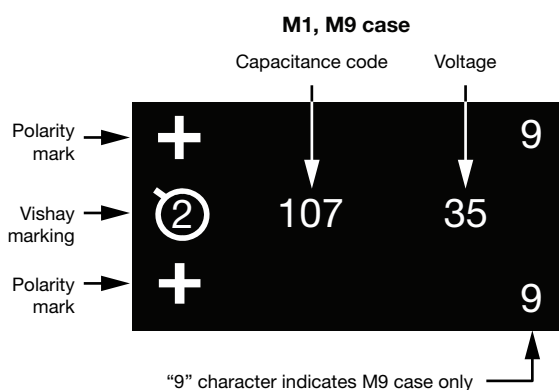 M1, M9 case
Capacitance code
Voltage
Polarity
mark
+
9
Vishay
marking
2
107
35
Polarity
mark
+
9
“9” character indicates M9 case only